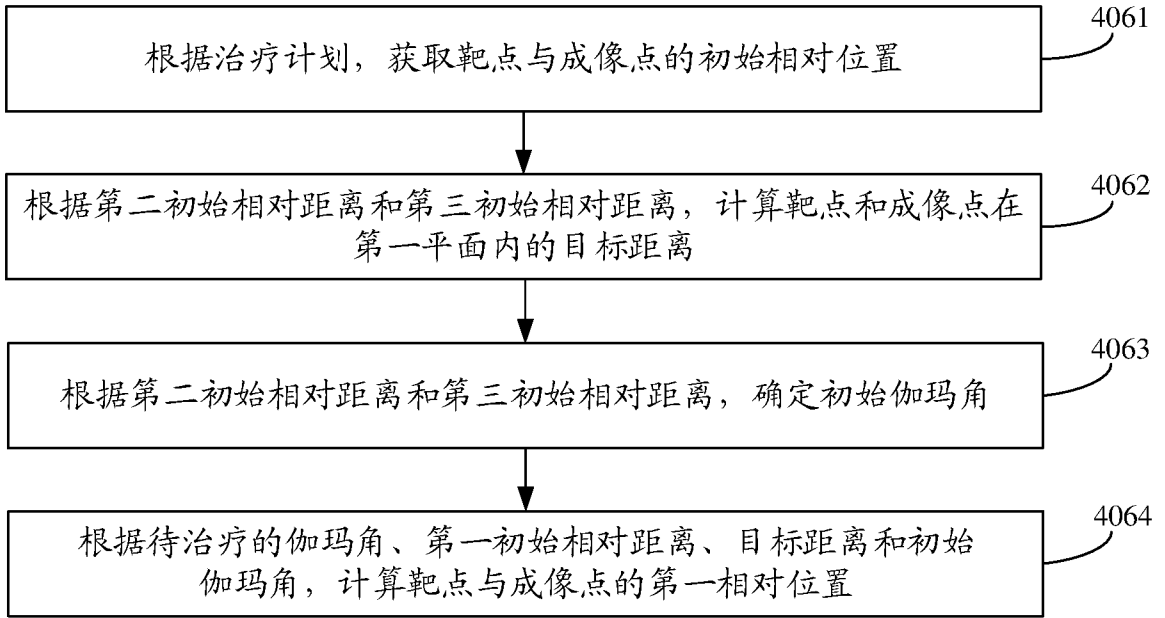 4061
根据治疗计划，获取靶点与成像点的初始相对位置
4062
根据第二初始相对距离和第三初始相对距离，计算靶点和成像点在
第一平面内的目标距离
4063
根据第二初始相对距离和第三初始相对距离，确定初始伽玛角
4064
根据待治疗的伽玛角、第一初始相对距离、目标距离和初始
伽玛角，计算靶点与成像点的第一相对位置